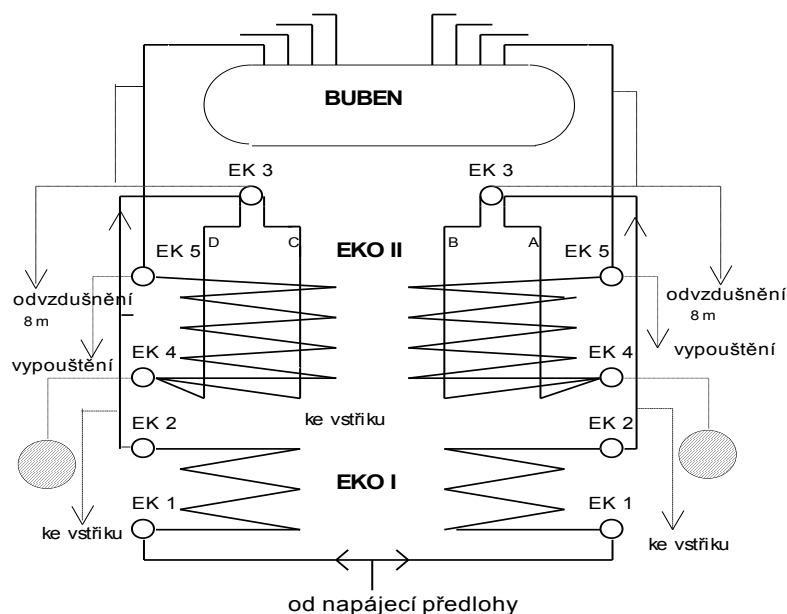 BUBEN
EK 3
EK 3
D
C
B
A
EKO II
EK 5
EK 5
odvzdušnění
8 m
odvzdušnění
8 m
vypouštění
vypouštění
EK 4
EK 4
ke vstřiku
EK 2
EK 2
EKO I
EK 1
EK 1
ke vstřiku
ke vstřiku
od napájecí předlohy